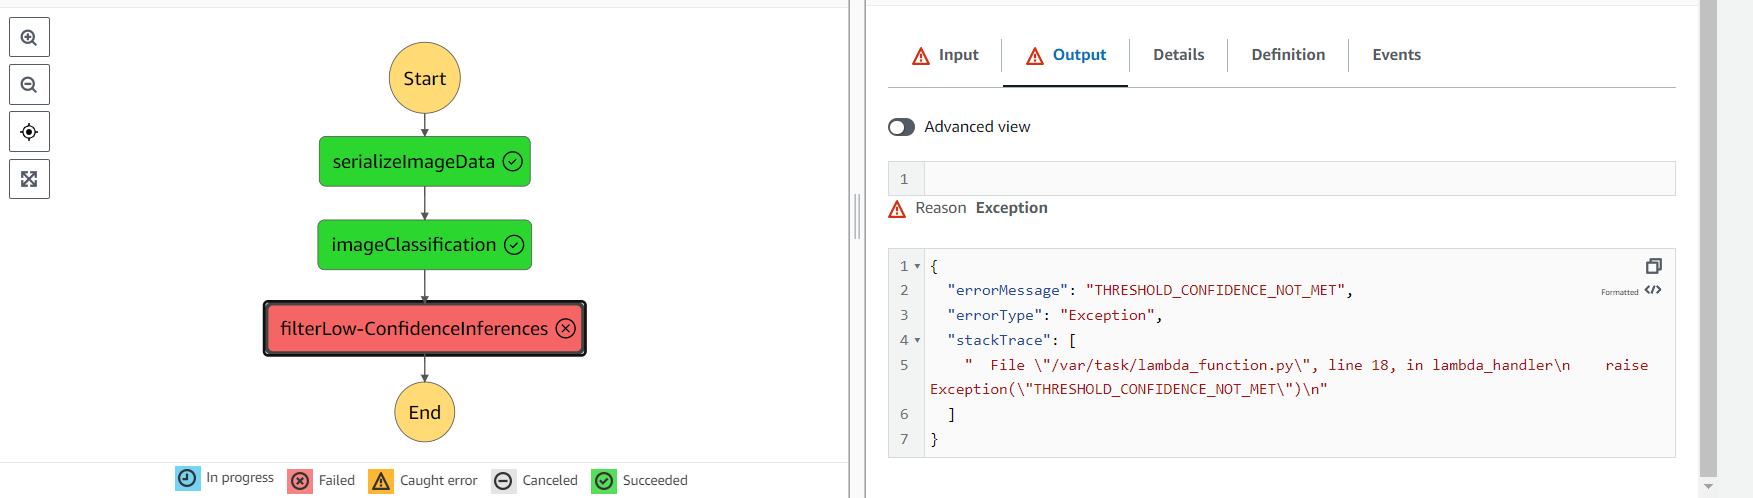 Start
serializeImageData
imageClassification
filterLow-ConfidenceInferences
End
In progress
Failed
Caught error
Canceled
Succeeded
Input
Output
Details
Definition
Events
Advanced view
1
Reason Exception
1 {
2 "errorMessage": "THRESHOLD_CONFIDENCE_NOT_MET",
Formatted
3 "errorType": "Exception",
4 "stackTrace": [
5 "  File \"/var/task/lambda_function.py\", line 18, in lambda_handler\n    raise
Exception(\"THRESHOLD_CONFIDENCE_NOT_MET\")\n"
6 ]
7 }